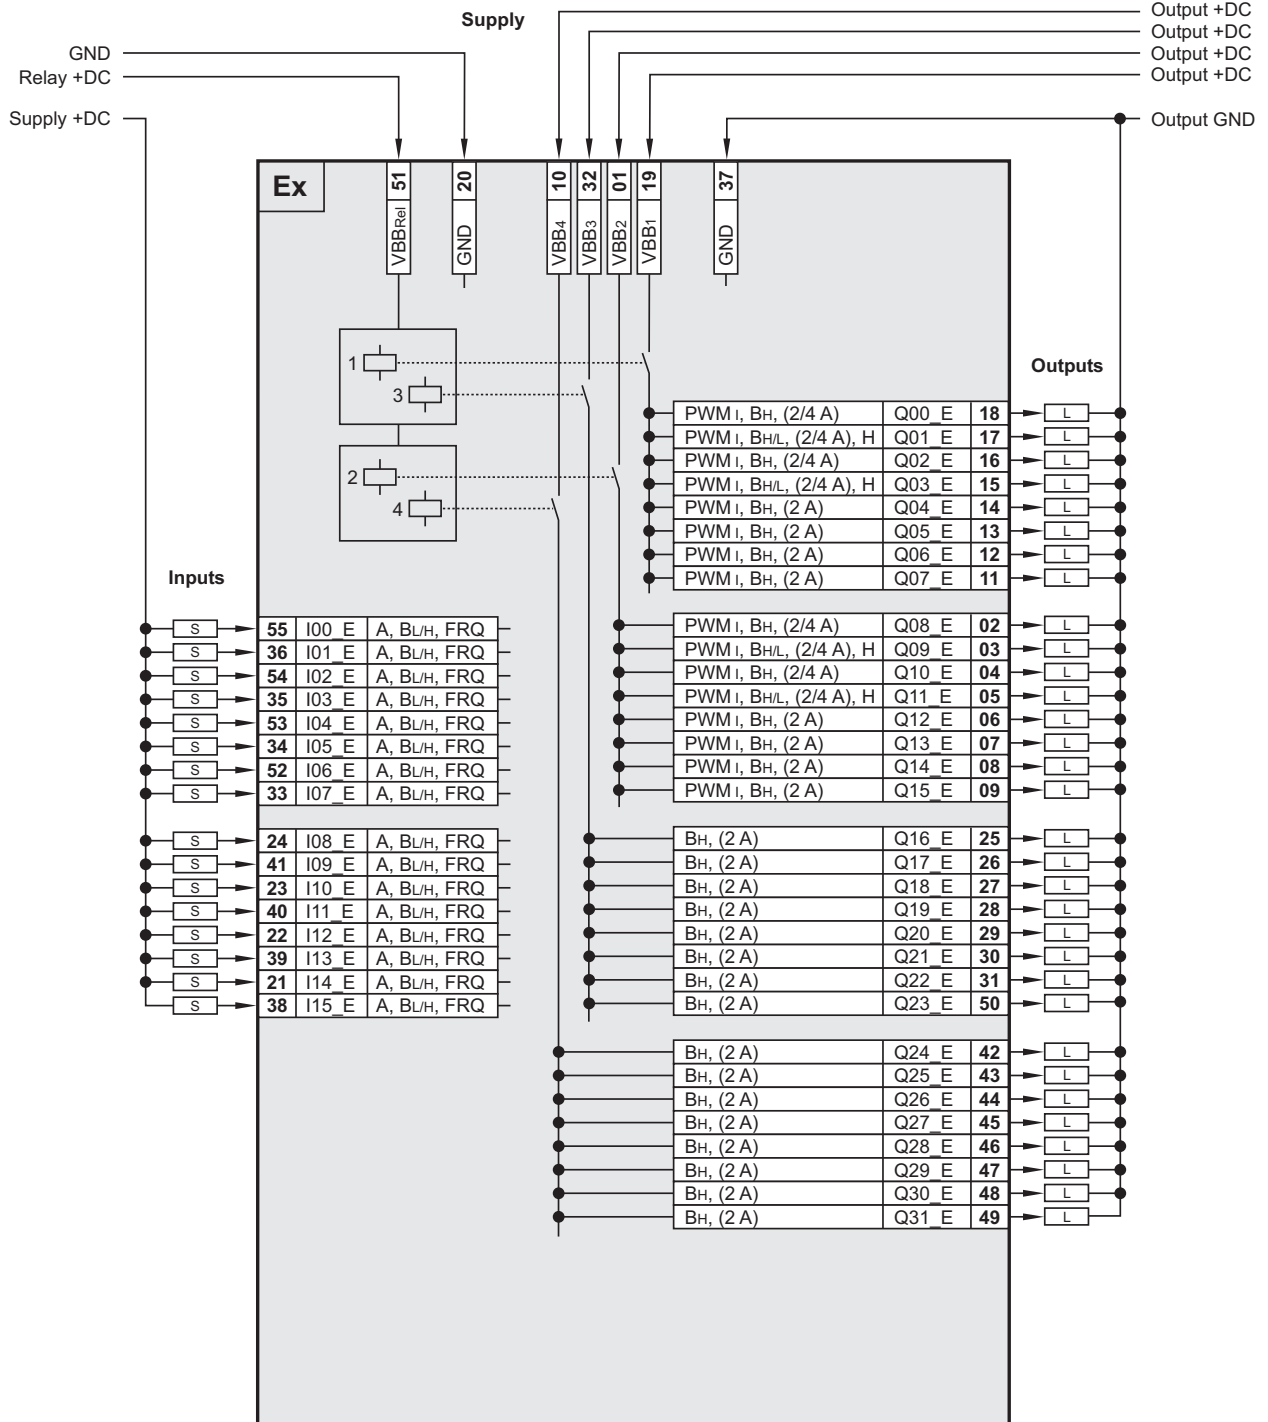 Supply
Output +DC
Output +DC
Output +DC
Output +DC
GND
Relay +DC
Supply +DC
Output GND
Ex
51 VBBRel
20 GND
10 VBB4
32 VBB3
01 VBB2
19 VBB1
37 GND
1
3
2
4
Outputs
PWM I, BH, (2/4 A) Q00_E 18 L
PWM I, BH/L, (2/4 A), H Q01_E 17 L
PWM I, BH, (2/4 A) Q02_E 16 L
PWM I, BH/L, (2/4 A), H Q03_E 15 L
PWM I, BH, (2 A) Q04_E 14 L
PWM I, BH, (2 A) Q05_E 13 L
PWM I, BH, (2 A) Q06_E 12 L
PWM I, BH, (2 A) Q07_E 11 L
PWM I, BH, (2/4 A) Q08_E 02 L
PWM I, BH/L, (2/4 A), H Q09_E 03 L
PWM I, BH, (2/4 A) Q10_E 04 L
PWM I, BH/L, (2/4 A), H Q11_E 05 L
PWM I, BH, (2 A) Q12_E 06 L
PWM I, BH, (2 A) Q13_E 07 L
PWM I, BH, (2 A) Q14_E 08 L
PWM I, BH, (2 A) Q15_E 09 L
BH, (2 A) Q16_E 25 L
BH, (2 A) Q17_E 26 L
BH, (2 A) Q18_E 27 L
BH, (2 A) Q19_E 28 L
BH, (2 A) Q20_E 29 L
BH, (2 A) Q21_E 30 L
BH, (2 A) Q22_E 31 L
BH, (2 A) Q23_E 50 L
BH, (2 A) Q24_E 42 L
BH, (2 A) Q25_E 43 L
BH, (2 A) Q26_E 44 L
BH, (2 A) Q27_E 45 L
BH, (2 A) Q28_E 46 L
BH, (2 A) Q29_E 47 L
BH, (2 A) Q30_E 48 L
BH, (2 A) Q31_E 49 L
Inputs
S 55 I00_E A, BL/H, FRQ
S 36 I01_E A, BL/H, FRQ
S 54 I02_E A, BL/H, FRQ
S 35 I03_E A, BL/H, FRQ
S 53 I04_E A, BL/H, FRQ
S 34 I05_E A, BL/H, FRQ
S 52 I06_E A, BL/H, FRQ
S 33 I07_E A, BL/H, FRQ
S 24 I08_E A, BL/H, FRQ
S 41 I09_E A, BL/H, FRQ
S 23 I10_E A, BL/H, FRQ
S 40 I11_E A, BL/H, FRQ
S 22 I12_E A, BL/H, FRQ
S 39 I13_E A, BL/H, FRQ
S 21 I14_E A, BL/H, FRQ
S 38 I15_E A, BL/H, FRQ